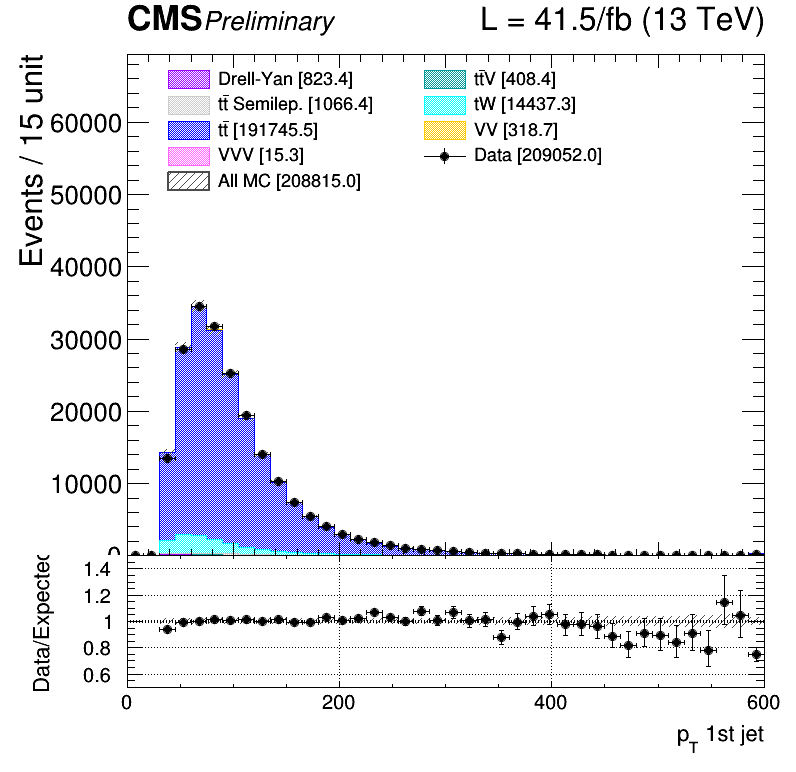 CMS Preliminary L = 41.5/fb (13 TeV)
Events / 15 unit
Drell-Yan [823.4]
tt̄V [408.4]
tt̄ Semilep. [1066.4]
tW [14437.3]
tt̄ [191745.5]
VV [318.7]
VVV [15.3]
Data [209052.0]
All MC [208815.0]
60000
50000
40000
30000
20000
10000
0
Data/Expected
1.4
1.2
1
0.8
0.6
0 200 400 600
p_T 1st jet